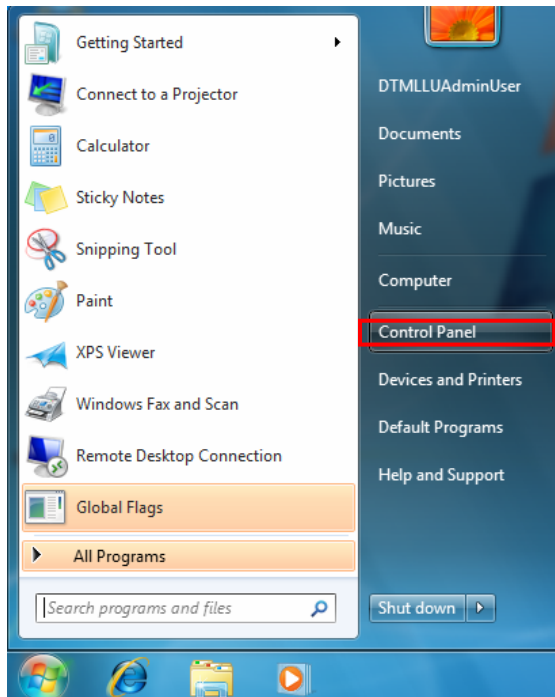 Getting Started
Connect to a Projector
Calculator
Sticky Notes
Snipping Tool
Paint
XPS Viewer
Windows Fax and Scan
Remote Desktop Connection
Global Flags
All Programs
Search programs and files
DTMLLUAdminUser
Documents
Pictures
Music
Computer
Control Panel
Devices and Printers
Default Programs
Help and Support
Shut down